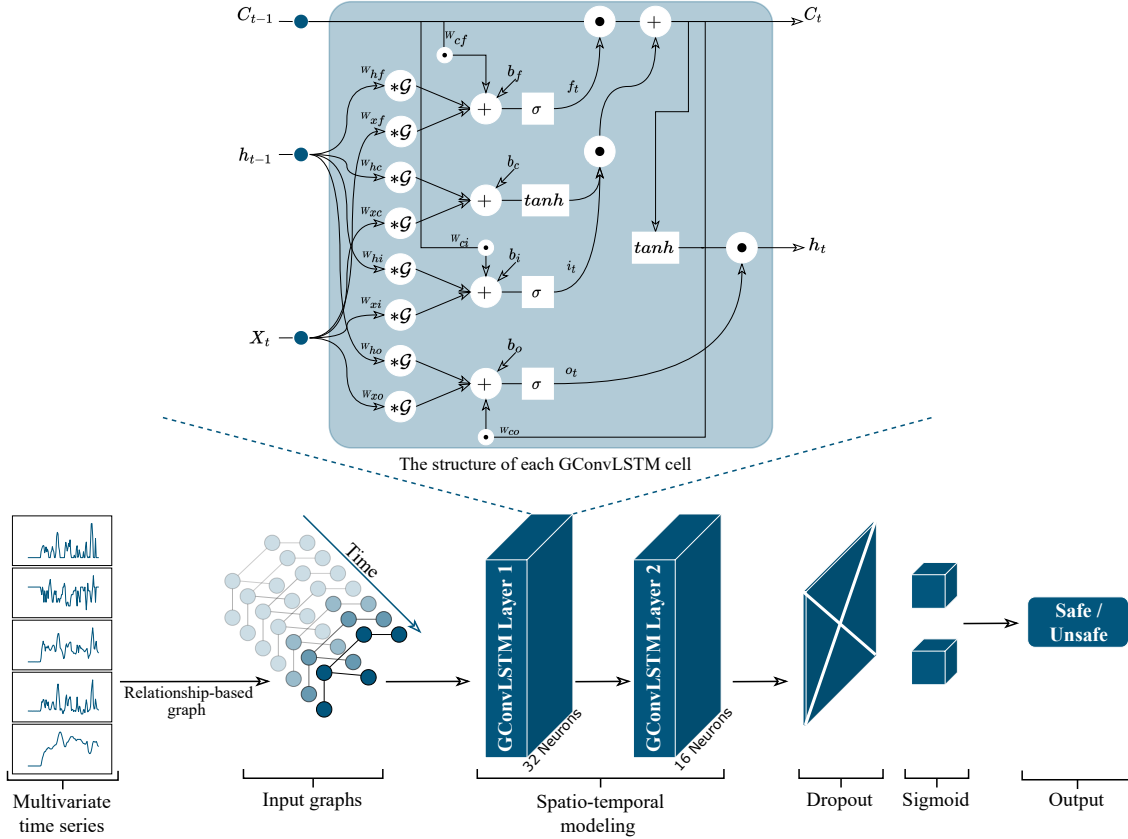 C_{t-1}
C_t
W_{cf}
b_f
W_{hf}
*𝒢
+
σ
f_t
W_{xf}
*𝒢
h_{t-1}
W_{hc}
*𝒢
b_c
+
tanh
W_{xc}
*𝒢
W_{ci}
tanh
h_t
W_{hi}
*𝒢
b_i
+
σ
i_t
W_{xi}
*𝒢
X_t
W_{ho}
*𝒢
b_o
+
σ
o_t
W_{xo}
*𝒢
W_{co}
+
The structure of each GConvLSTM cell
Time
GConvLSTM Layer 1
32 Neurons
GConvLSTM Layer 2
16 Neurons
Safe /
Unsafe
Relationship-based
graph
Multivariate
time series
Input graphs
Spatio-temporal
modeling
Dropout
Sigmoid
Output